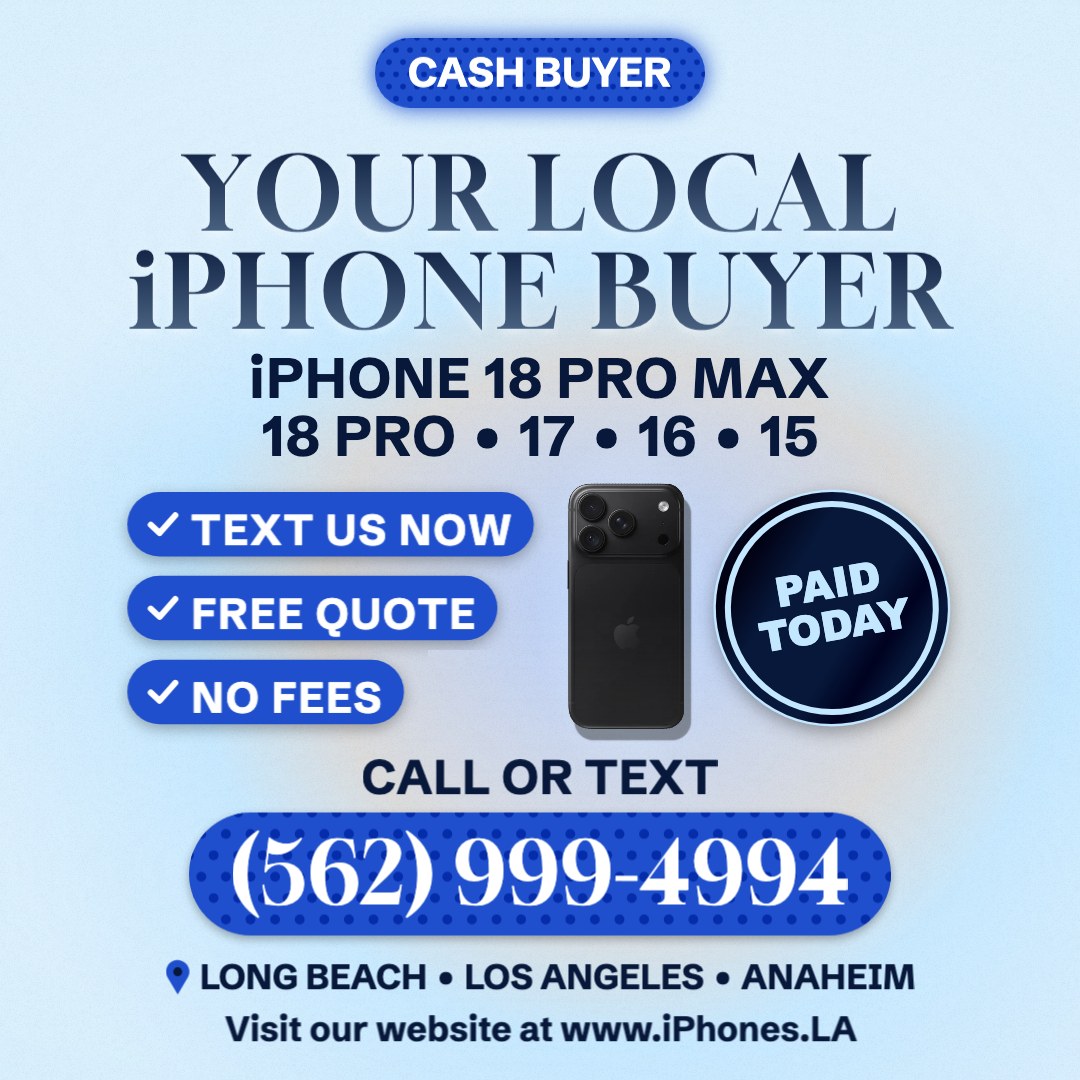 CASH BUYER
YOUR LOCAL
iPHONE BUYER
iPHONE 18 PRO MAX
18 PRO • 17 • 16 • 15
TEXT US NOW
FREE QUOTE
NO FEES
PAID
TODAY
CALL OR TEXT
(562) 999-4994
LONG BEACH • LOS ANGELES • ANAHEIM
Visit our website at www.iPhones.LA